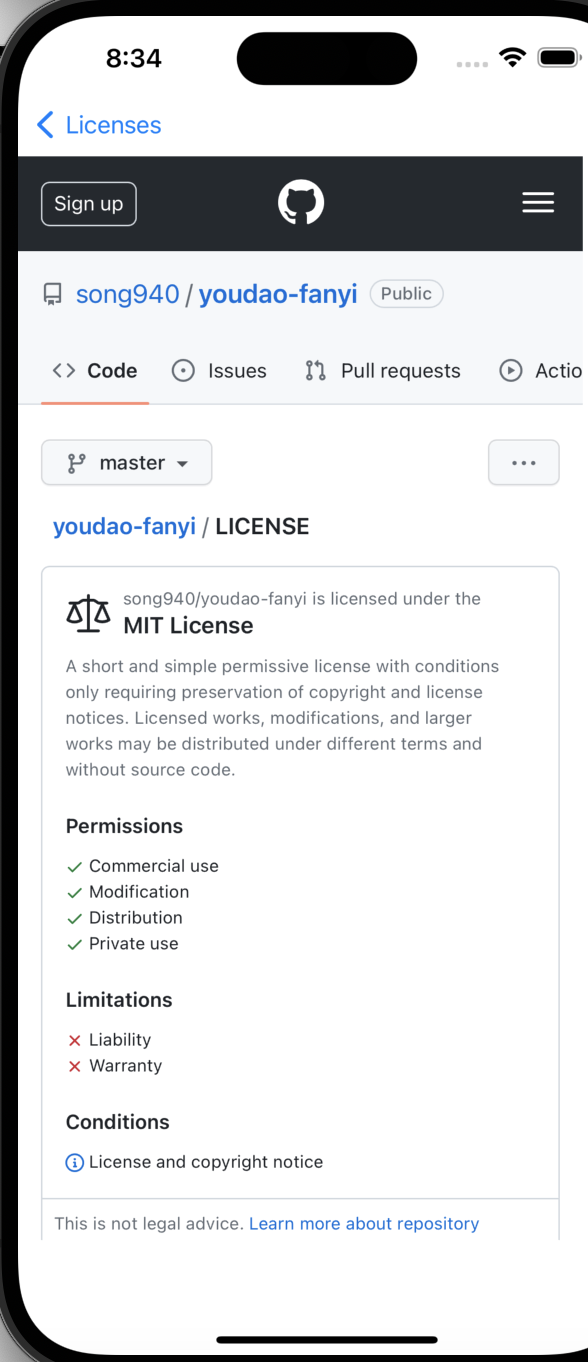 8:34
Licenses
Sign up
song940 / youdao-fanyi Public
Code Issues Pull requests Actio
master
youdao-fanyi / LICENSE
song940/youdao-fanyi is licensed under the
MIT License
A short and simple permissive license with conditions
only requiring preservation of copyright and license
notices. Licensed works, modifications, and larger
works may be distributed under different terms and
without source code.
Permissions
Commercial use
Modification
Distribution
Private use
Limitations
Liability
Warranty
Conditions
License and copyright notice
This is not legal advice. Learn more about repository